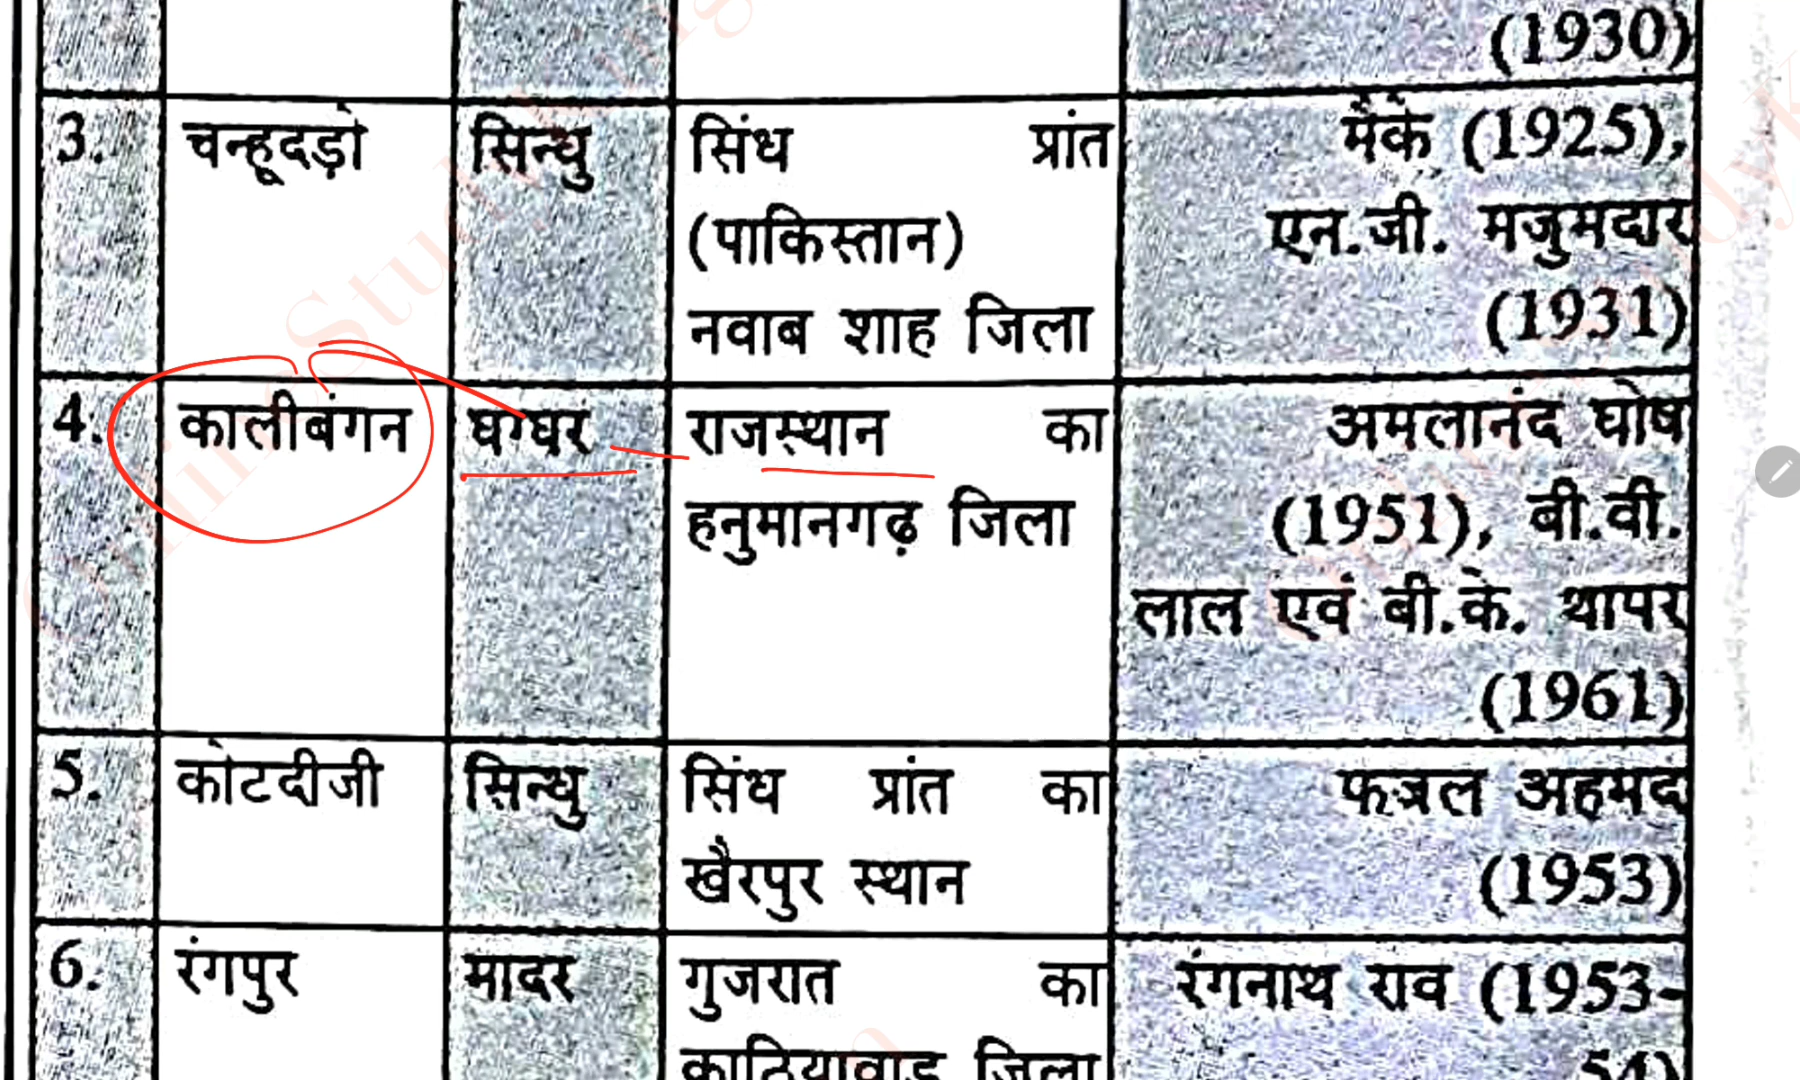 (1930)
3. चन्हूदड़ो सिन्धु सिंध प्रांत मैके (1925),
(पाकिस्तान) एन.जी. मजुमदार
नवाब शाह जिला (1931)
4. कालीबंगन घग्घर राजस्थान का अमलानंद घोष
हनुमानगढ़ जिला (1951), बी.वी.
लाल एवं बी.के. थापर
(1961)
5. कोटदीजी सिन्धु सिंध प्रांत का फज़ल अहमद
खैरपुर स्थान (1953)
6. रंगपुर मादर गुजरात का रंगनाथ राव (1953-
काठियावाड़ जिला 54)